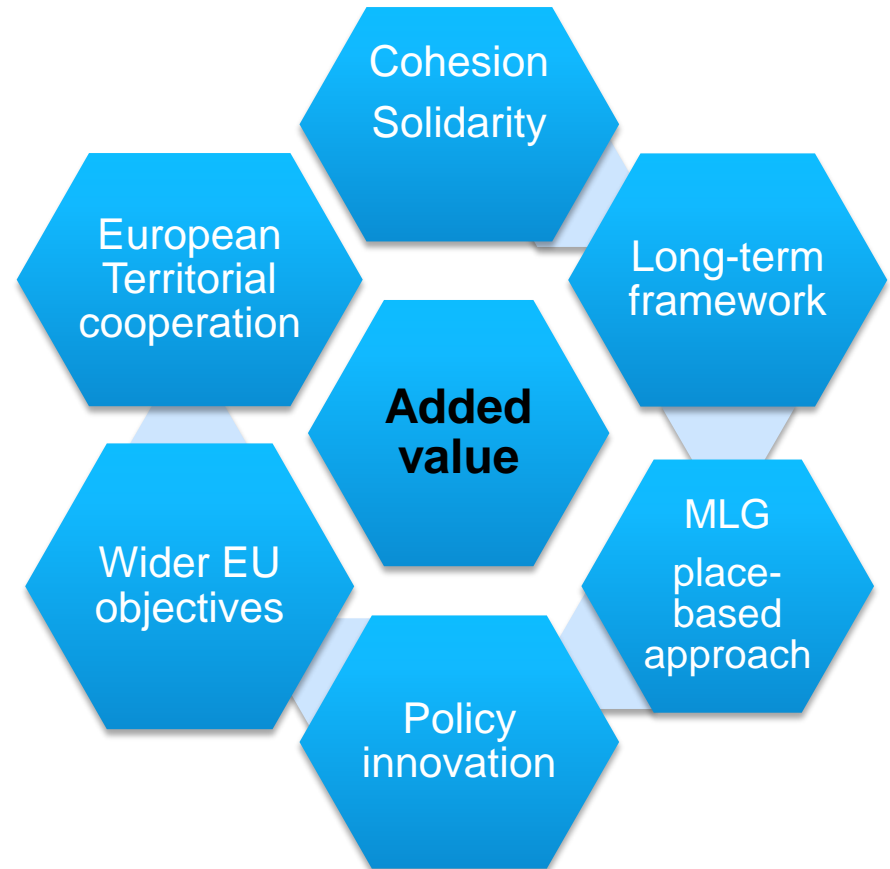 Cohesion
Solidarity
Long-term
framework
MLG
place-
based
approach
Policy
innovation
Wider EU
objectives
European
Territorial
cooperation
Added
value